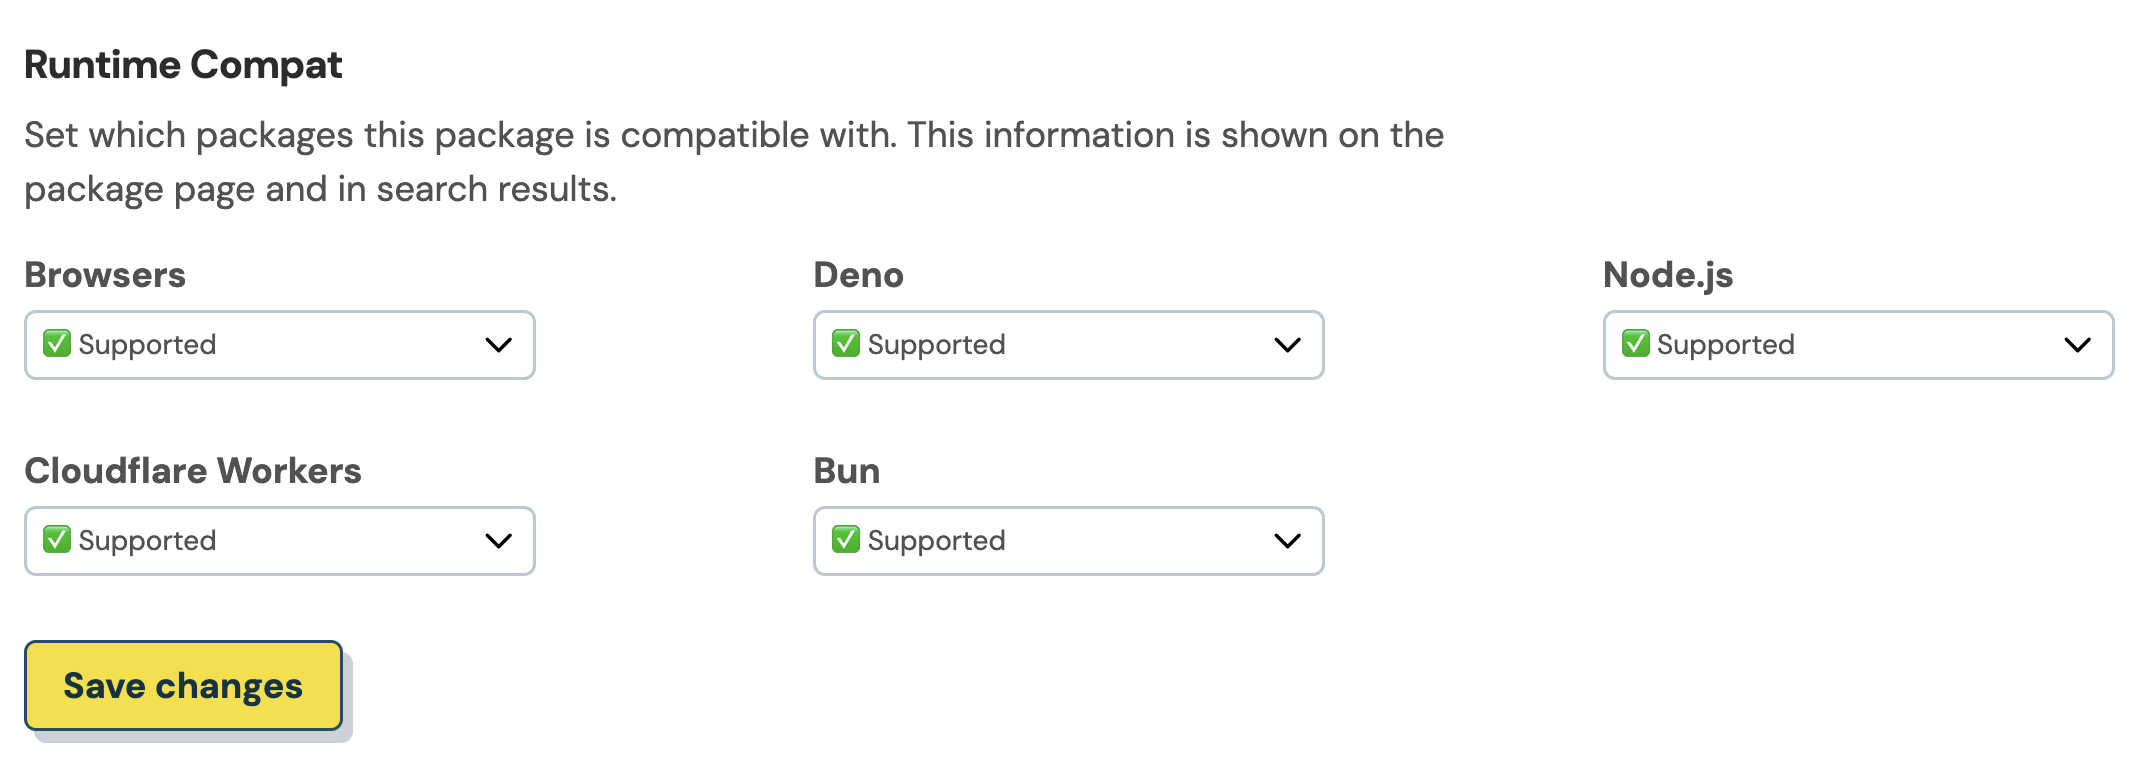 Runtime Compat
Set which packages this package is compatible with. This information is shown on the
package page and in search results.
Browsers
✅ Supported
Deno
✅ Supported
Node.js
✅ Supported
Cloudflare Workers
✅ Supported
Bun
✅ Supported
Save changes